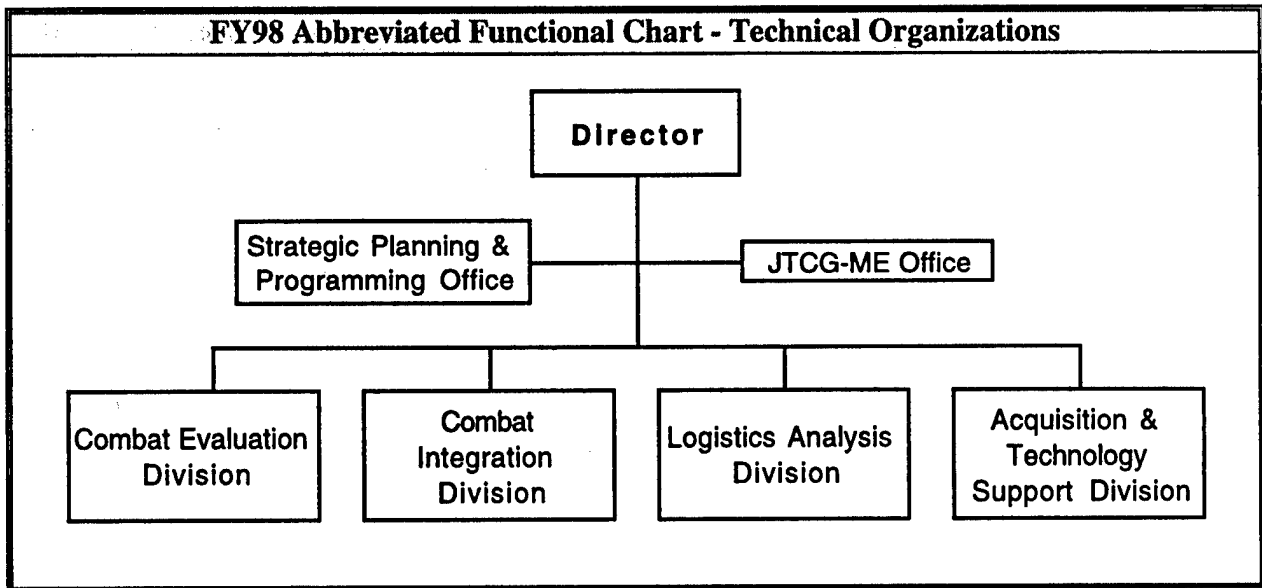 FY98 Abbreviated Functional Chart - Technical Organizations
Director
Strategic Planning &
Programming Office
JTCG-ME Office
Combat Evaluation
Division
Combat
Integration
Division
Logistics Analysis
Division
Acquisition &
Technology
Support Division